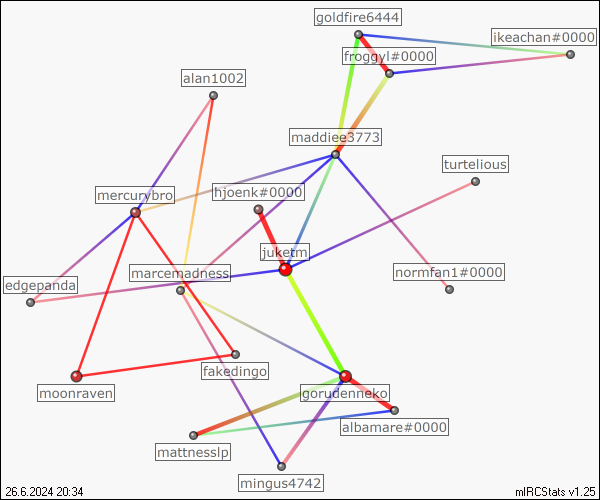 goldfire6444
ikeachan#0000
froggyl#0000
alan1002
maddiee3773
turtelious
mercurybro
hjoenk#0000
juketm
marcemadness
normfan1#0000
edgepanda
fakedingo
moonraven
gorudenneko
albamare#0000
mattnesslp
mingus4742
26.6.2024 20:34
mIRCStats v1.25